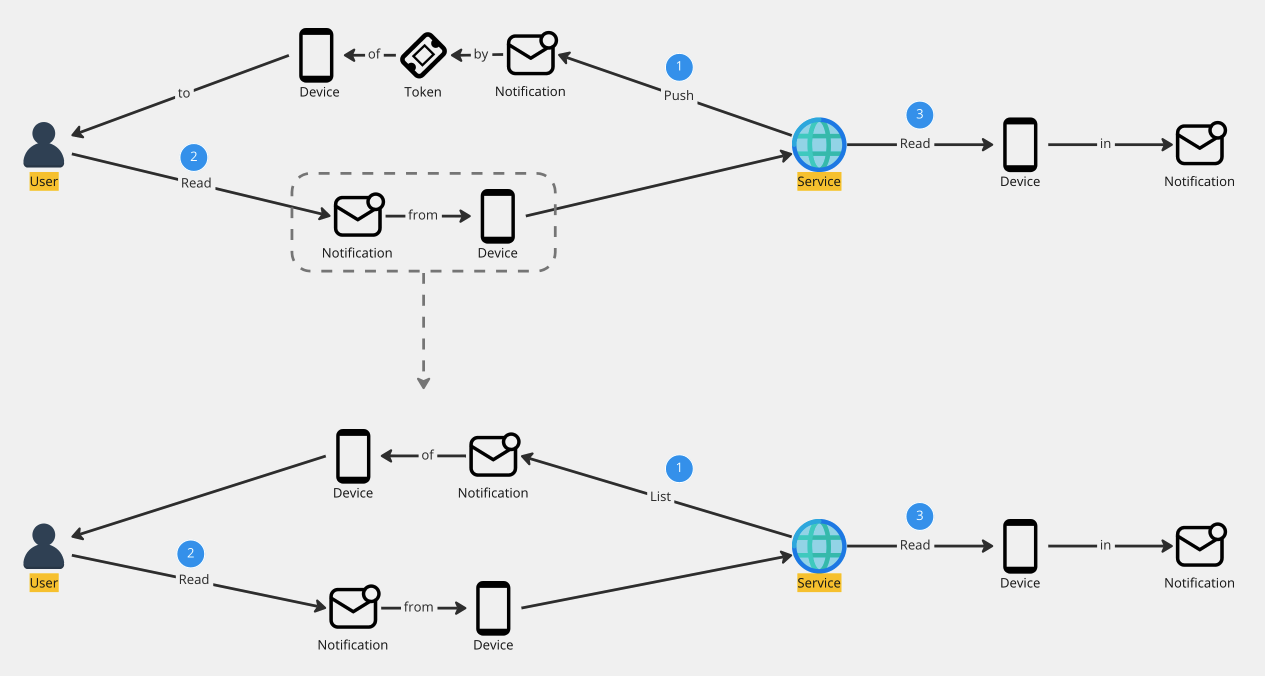 of
by
Device
Token
Notification
to
1
Push
User
2
Read
Notification
from
Device
Service
3
Read
Device
in
Notification
of
Device
Notification
1
List
User
2
Read
Notification
from
Device
Service
3
Read
Device
in
Notification